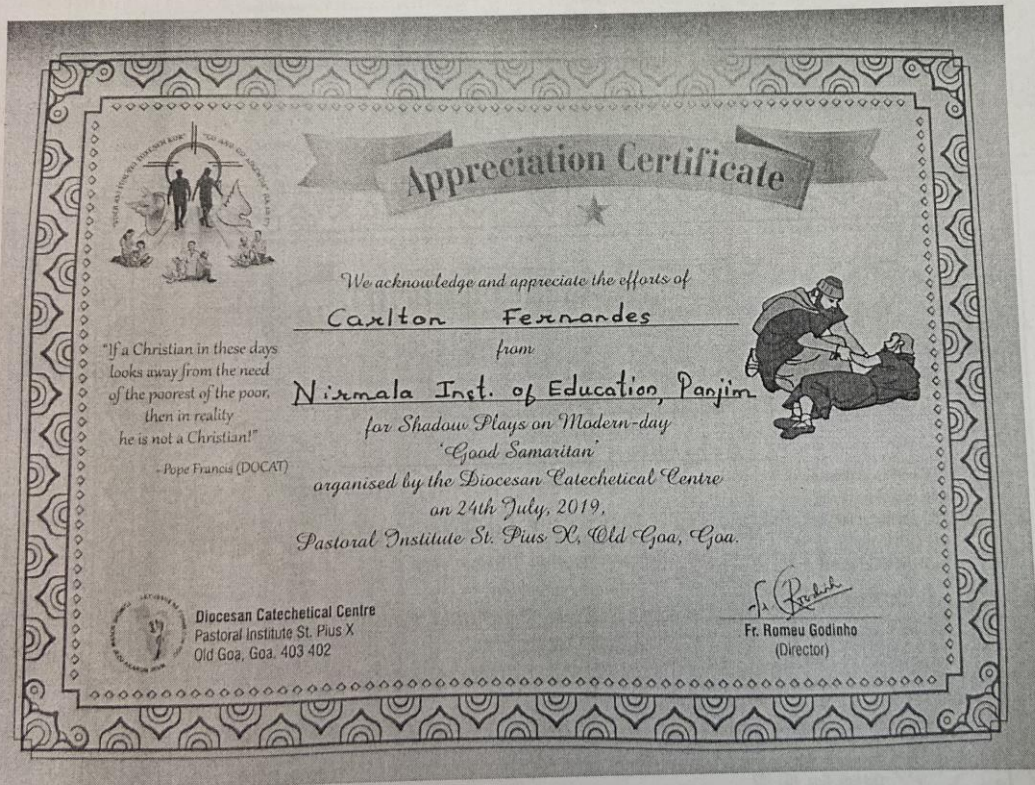 Appreciation Certificate
We acknowledge and appreciate the efforts of
Carlton Fernandes
from
Nirmala Inst. of Education, Panjim
for Shadow Plays on Modern-day
'Good Samaritan'
organised by the Diocesan Catechetical Centre
on 24th July, 2019,
Pastoral Institute St. Pius X, Old Goa, Goa.
"If a Christian in these days
looks away from the need
of the poorest of the poor,
then in reality
he is not a Christian!"
- Pope Francis (DOCAT)
Diocesan Catechetical Centre
Pastoral Institute St. Pius X
Old Goa, Goa. 403 402
Fr. Romeu Godinho
(Director)